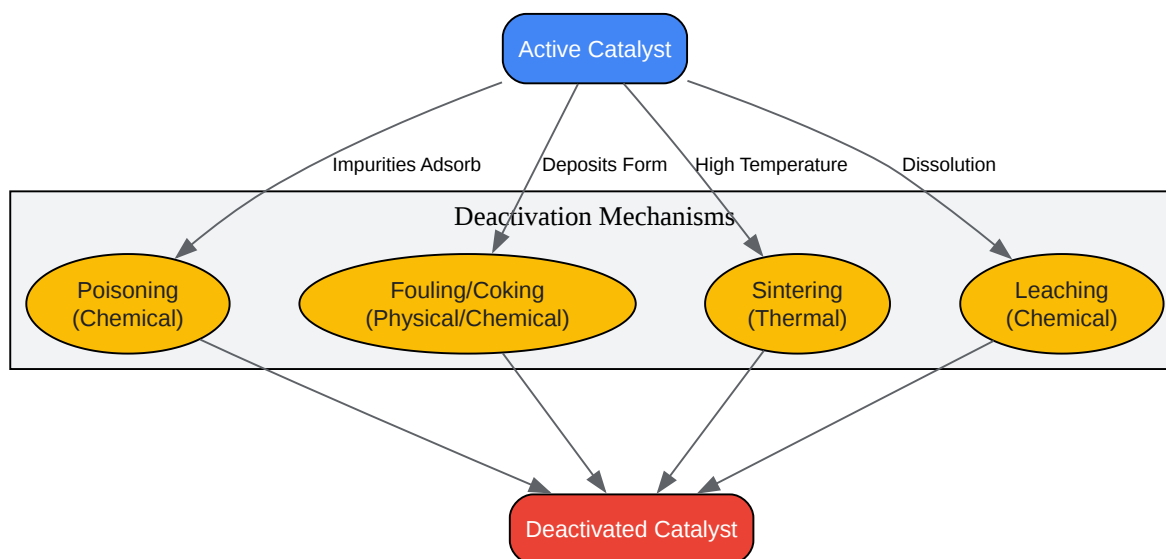 Active Catalyst
Impurities Adsorb
Deposits Form
High Temperature
Dissolution
Deactivation Mechanisms
Poisoning
(Chemical)
Fouling/Coking
(Physical/Chemical)
Sintering
(Thermal)
Leaching
(Chemical)
Deactivated Catalyst